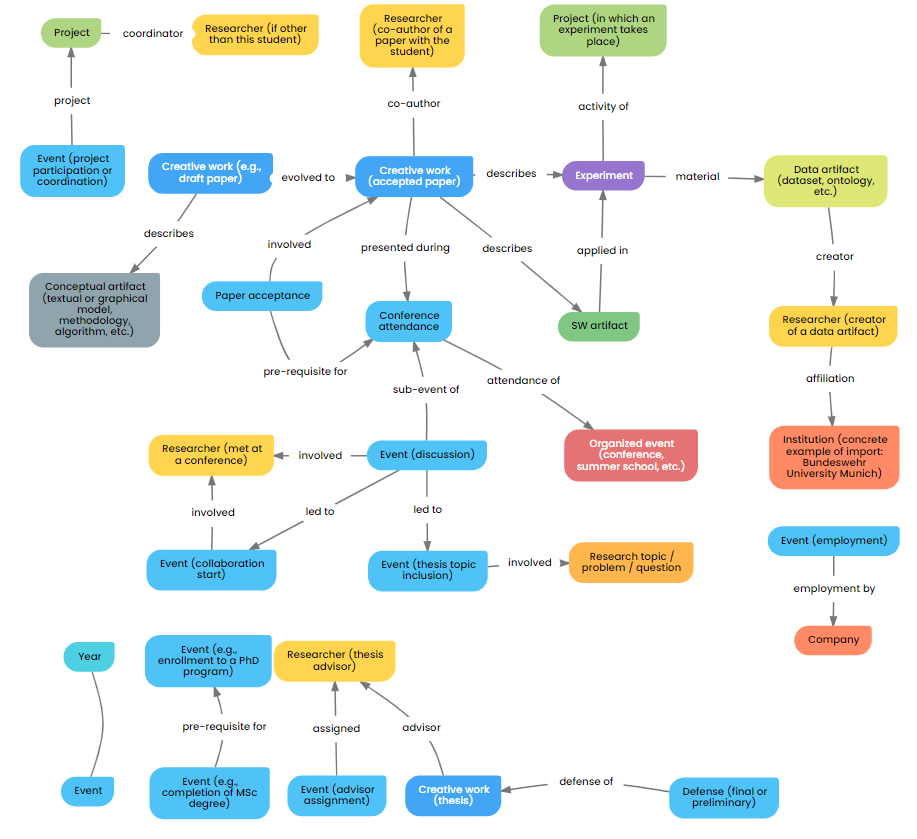 Project
coordinator
Researcher (if other
than this student)
Researcher
(co-author of a
paper with the
student)
Project (in which an
experiment takes
place)
project
co-author
activity of
Event (project
participation or
coordination)
Creative work (e.g.,
draft paper)
evolved to
Creative work
(accepted paper)
describes
Experiment
material
Data artifact
(dataset, ontology,
etc.)
describes
involved
presented during
describes
applied in
creator
Conceptual artifact
(textual or graphical
model,
methodology,
algorithm, etc.)
Paper acceptance
Conference
attendance
SW artifact
Researcher (creator
of a data artifact)
pre-requisite for
sub-event of
attendance of
affiliation
Researcher (met at
a conference)
involved
Event (discussion)
Organized event
(conference,
summer school, etc.)
Institution (concrete
example of import:
Bundeswehr
University Munich)
involved
led to
led to
Event (collaboration
start)
Event (thesis topic
inclusion)
involved
Research topic /
problem / question
Event (employment)
employment by
Company
Year
Event (e.g.,
enrollment to a PhD
program)
Researcher (thesis
advisor)
pre-requisite for
assigned
advisor
Event
Event (e.g.,
completion of MSc
degree)
Event (advisor
assignment)
Creative work
(thesis)
defense of
Defense (final or
preliminary)